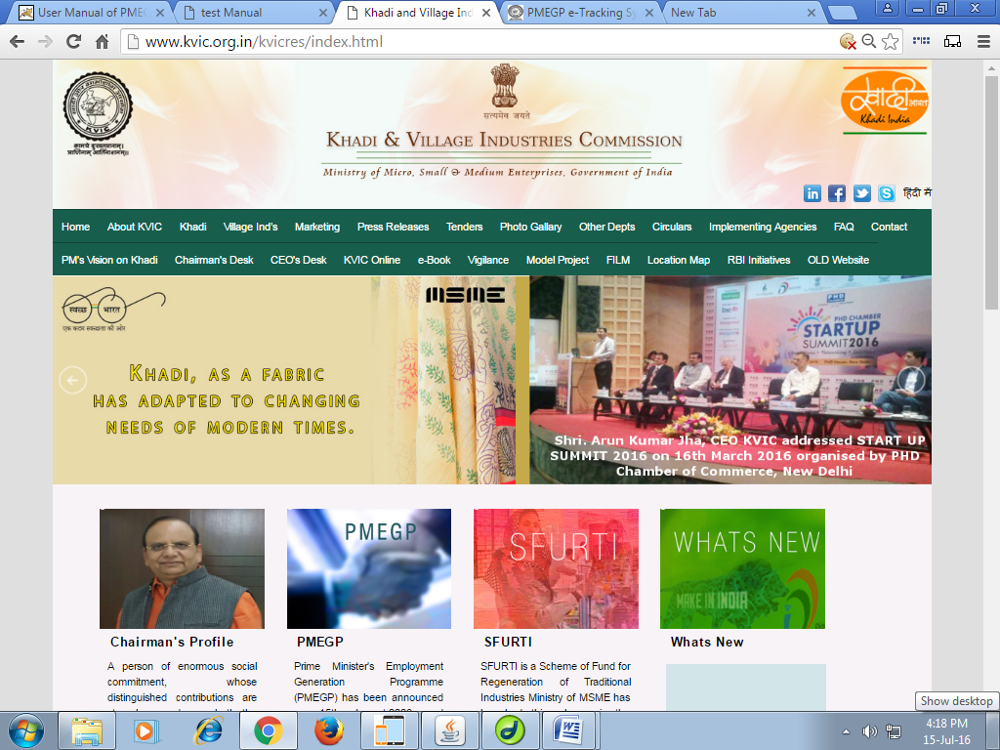 User Manual of PMEG
test Manual
Khadi and Village Ind
PMEGP e-Tracking Sy
New Tab
www.kvic.org.in/kvicres/index.html
KVIC
सत्यमेव जयते
KHADI & VILLAGE INDUSTRIES COMMISSION
Ministry of Micro, Small & Medium Enterprises, Government of India
खादी भारत
Khadi India
हिंदी में
Home About KVIC Khadi Village Ind's Marketing Press Releases Tenders Photo Gallary Other Depts Circulars Implementing Agencies FAQ Contact
PM's Vision on Khadi Chairman's Desk CEO's Desk KVIC Online e-Book Vigilance Model Project FILM Location Map RBI Initiatives OLD Website
स्वच्छ भारत
एक कदम स्वच्छता की ओर
MSME
KHADI, AS A FABRIC
HAS ADAPTED TO CHANGING
NEEDS OF MODERN TIMES.
PHD
PHD CHAMBER
STARTUP
SUMMIT2016
Shri. Arun Kumar Jha, CEO KVIC addressed START UP
SUMMIT 2016 on 16th March 2016 organised by PHD
Chamber of Commerce, New Delhi
PMEGP
SFURTI
WHATS NEW
MAKE IN INDIA
Chairman's Profile
PMEGP
SFURTI
Whats New
A person of enormous social
commitment, whose
distinguished contributions are
Prime Minister's Employment
Generation Programme
(PMEGP) has been announced
SFURTI is a Scheme of Fund for
Regeneration of Traditional
Industries Ministry of MSME has
Show desktop
4:18 PM
15-Jul-16